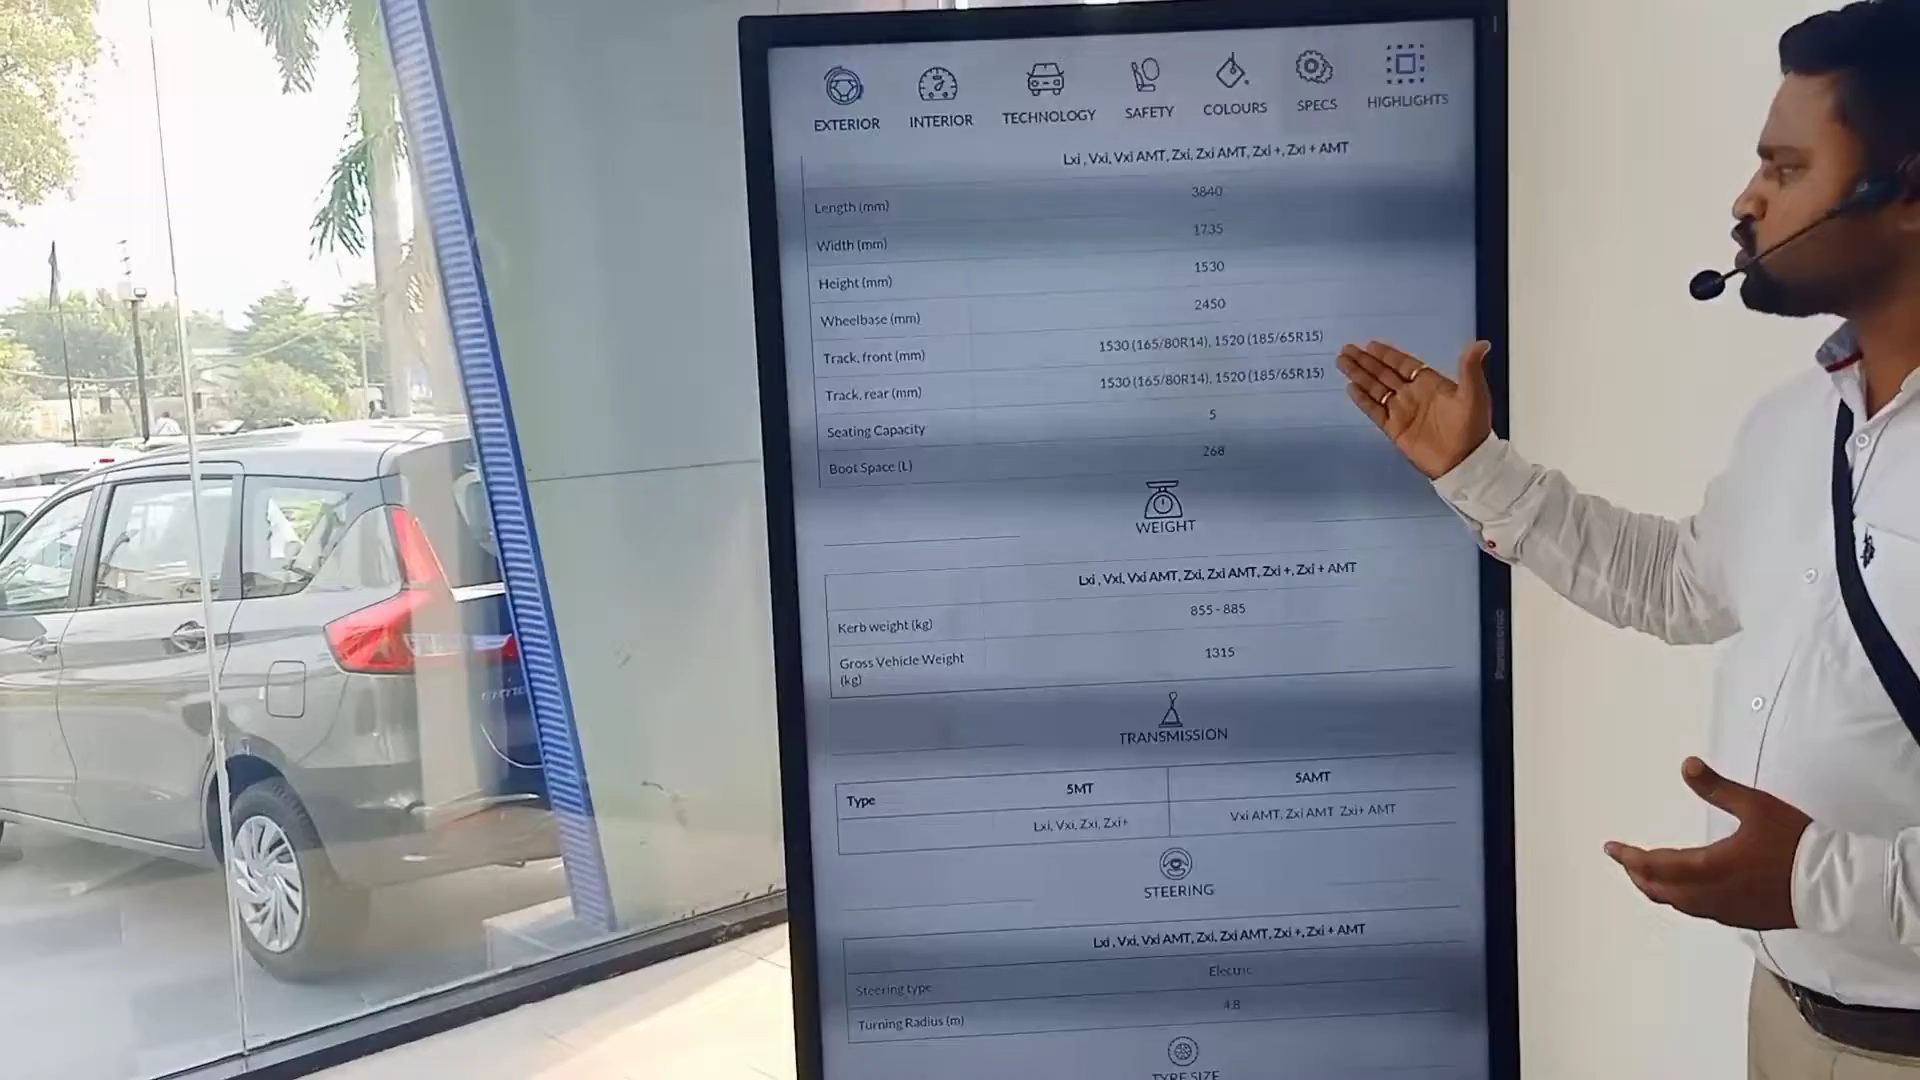 EXTERIOR INTERIOR TECHNOLOGY SAFETY COLOURS SPECS HIGHLIGHTS
Lxi , Vxi, Vxi AMT, Zxi, Zxi AMT, Zxi +, Zxi + AMT
Length (mm) 3840
Width (mm) 1735
Height (mm) 1530
Wheelbase (mm) 2450
Track, front (mm) 1530 (165/80R14), 1520 (185/65R15)
Track, rear (mm) 1530 (165/80R14), 1520 (185/65R15)
Seating Capacity 5
Boot Space (L) 268
WEIGHT
Lxi , Vxi, Vxi AMT, Zxi, Zxi AMT, Zxi +, Zxi + AMT
Kerb weight (kg) 855 - 885
Gross Vehicle Weight 1315
(kg)
TRANSMISSION
Type 5MT 5AMT
Lxi, Vxi, Zxi, Zxi+ Vxi AMT, Zxi AMT Zxi+ AMT
STEERING
Lxi , Vxi, Vxi AMT, Zxi, Zxi AMT, Zxi +, Zxi + AMT
Steering type Electric
Turning Radius (m) 4.8
Panasonic